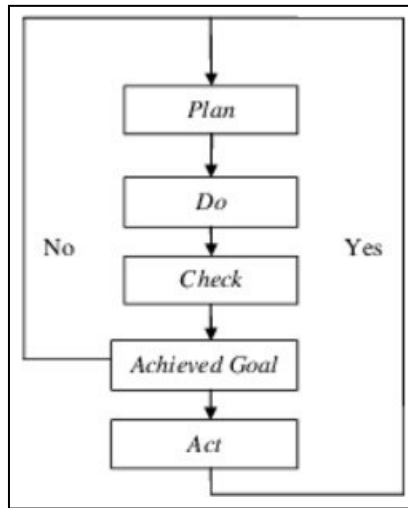 Plan
Do
No
Yes
Check
Achieved Goal
Act